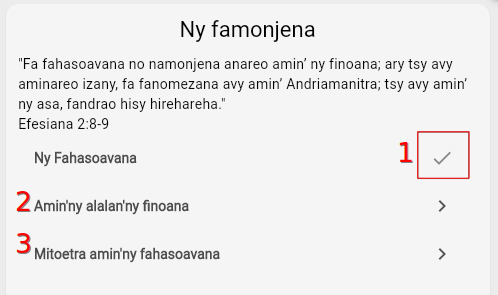 Ny famonjena
"Fa fahasoavana no namonjena anareo amin’ ny finoana; ary tsy avy
aminareo izany, fa fanomezana avy amin’ Andriamanitra; tsy avy amin’
ny asa, fandrao hisy hirehareha."
Efesiana 2:8-9
Ny Fahasoavana 1
2 Amin'ny alalan'ny finoana
3 Mitoetra amin'ny fahasoavana